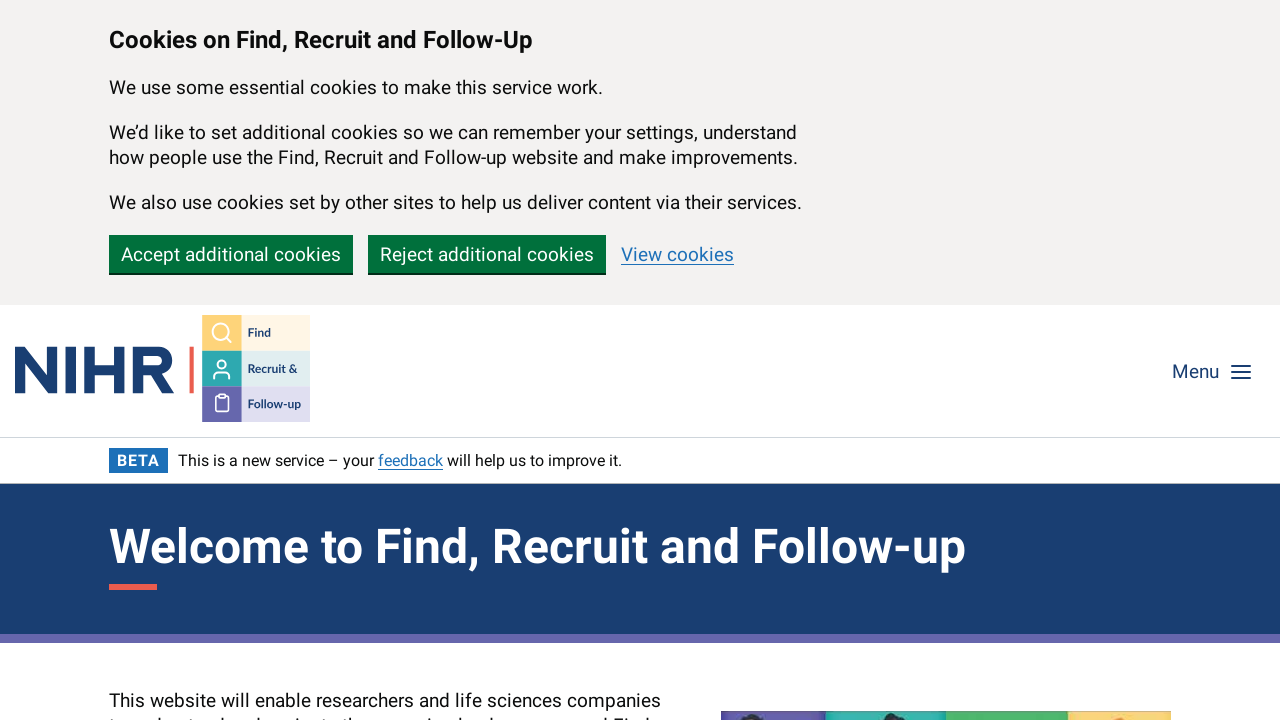 Cookies on Find, Recruit and Follow-Up
We use some essential cookies to make this service work.
We’d like to set additional cookies so we can remember your settings, understand
how people use the Find, Recruit and Follow-up website and make improvements.
We also use cookies set by other sites to help us deliver content via their services.
Accept additional cookies Reject additional cookies View cookies
NIHR
Find
Recruit &
Follow-up
Menu
BETA This is a new service – your feedback will help us to improve it.
Welcome to Find, Recruit and Follow-up
This website will enable researchers and life sciences companies